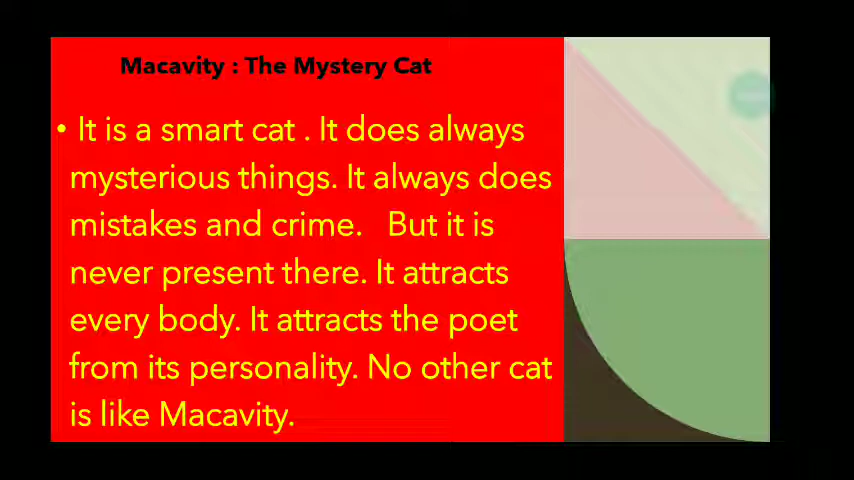 Macavity : The Mystery Cat
• It is a smart cat . It does always
mysterious things. It always does
mistakes and crime. But it is
never present there. It attracts
every body. It attracts the poet
from its personality. No other cat
is like Macavity.